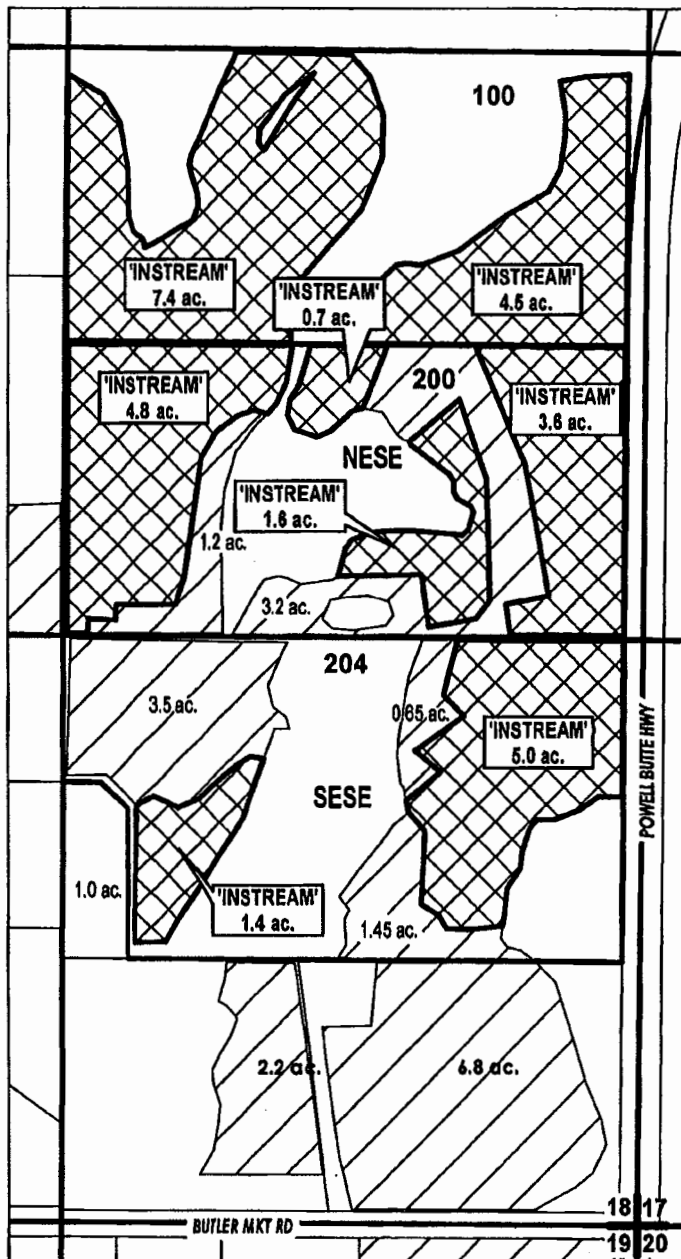 100
'INSTREAM'
7.4 ac.
'INSTREAM'
0.7 ac.
'INSTREAM'
4.5 ac.
'INSTREAM'
4.8 ac.
200
'INSTREAM'
3.6 ac.
NESE
'INSTREAM'
1.6 ac.
1.2 ac.
3.2 ac.
204
3.5 ac.
0.65 ac.
'INSTREAM'
5.0 ac.
POWELL BUTTE HWY
SESE
1.0 ac.
'INSTREAM'
1.4 ac.
1.45 ac.
2.2 ac.
6.8 ac.
18 17
BUTLER MKT RD
19 20